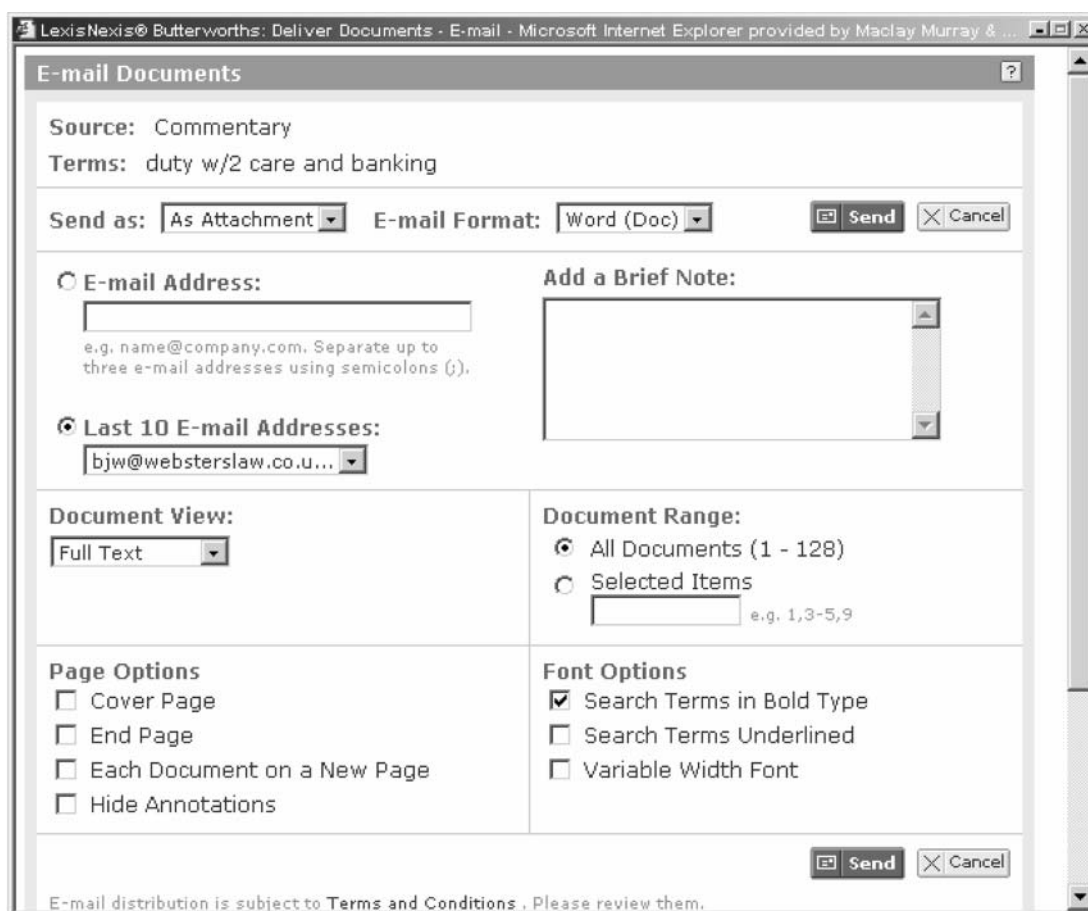 LexisNexis® Butterworths: Deliver Documents - E-mail - Microsoft Internet Explorer provided by Maclay Murray & ...
E-mail Documents ?
Source: Commentary
Terms: duty w/2 care and banking
Send as: As Attachment E-mail Format: Word (Doc) Send Cancel
E-mail Address:
e.g. name@company.com. Separate up to
three e-mail addresses using semicolons (;).
Last 10 E-mail Addresses:
bjw@websterslaw.co.u...
Add a Brief Note:
Document View:
Full Text
Document Range:
All Documents (1 - 128)
Selected Items
e.g. 1,3-5,9
Page Options
Cover Page
End Page
Each Document on a New Page
Hide Annotations
Font Options
Search Terms in Bold Type
Search Terms Underlined
Variable Width Font
Send Cancel
E-mail distribution is subject to Terms and Conditions . Please review them.